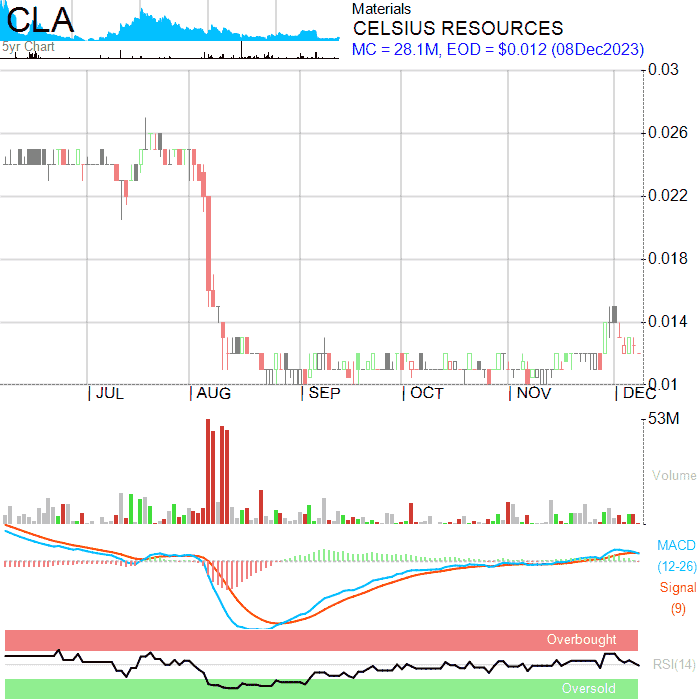 CLA
5yr Chart
Materials
CELSIUS RESOURCES
MC = 28.1M, EOD = $0.012 (08Dec2023)
0.03
0.026
0.022
0.018
0.014
0.01
JUL AUG SEP OCT NOV DEC
53M
Volume
MACD
(12-26)
Signal
(9)
Overbought
RSI(14)
Oversold